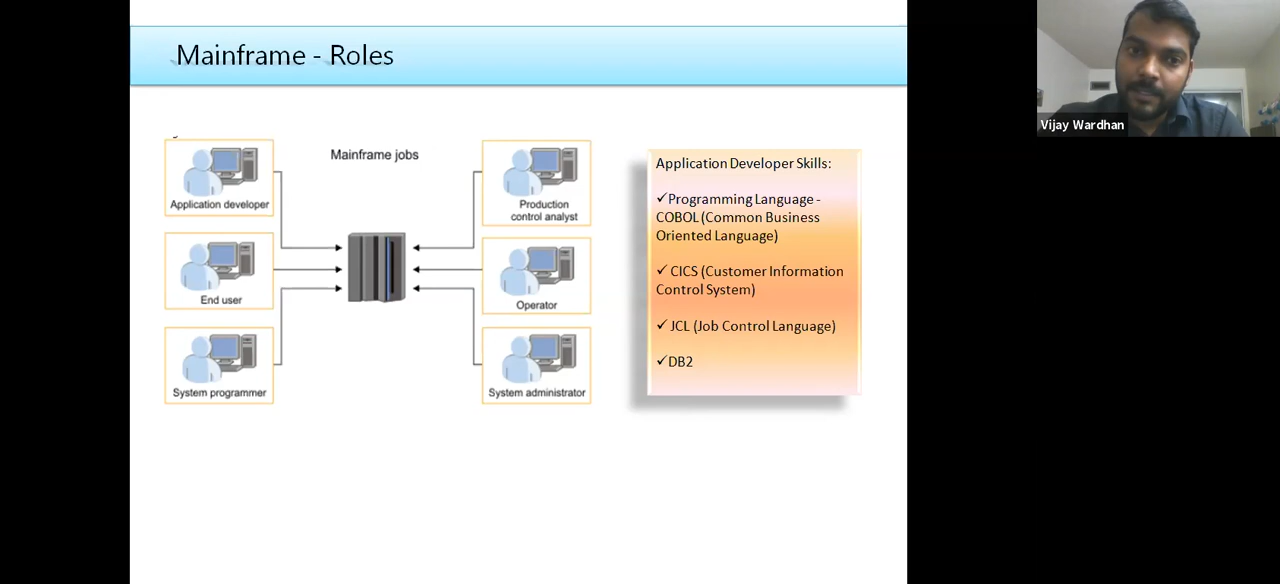 Mainframe - Roles
Vijay Wardhan
Mainframe jobs
Application developer
End user
System programmer
Production
control analyst
Operator
System administrator
Application Developer Skills:
✓Programming Language -
COBOL (Common Business
Oriented Language)
✓ CICS (Customer Information
Control System)
✓ JCL (Job Control Language)
✓DB2